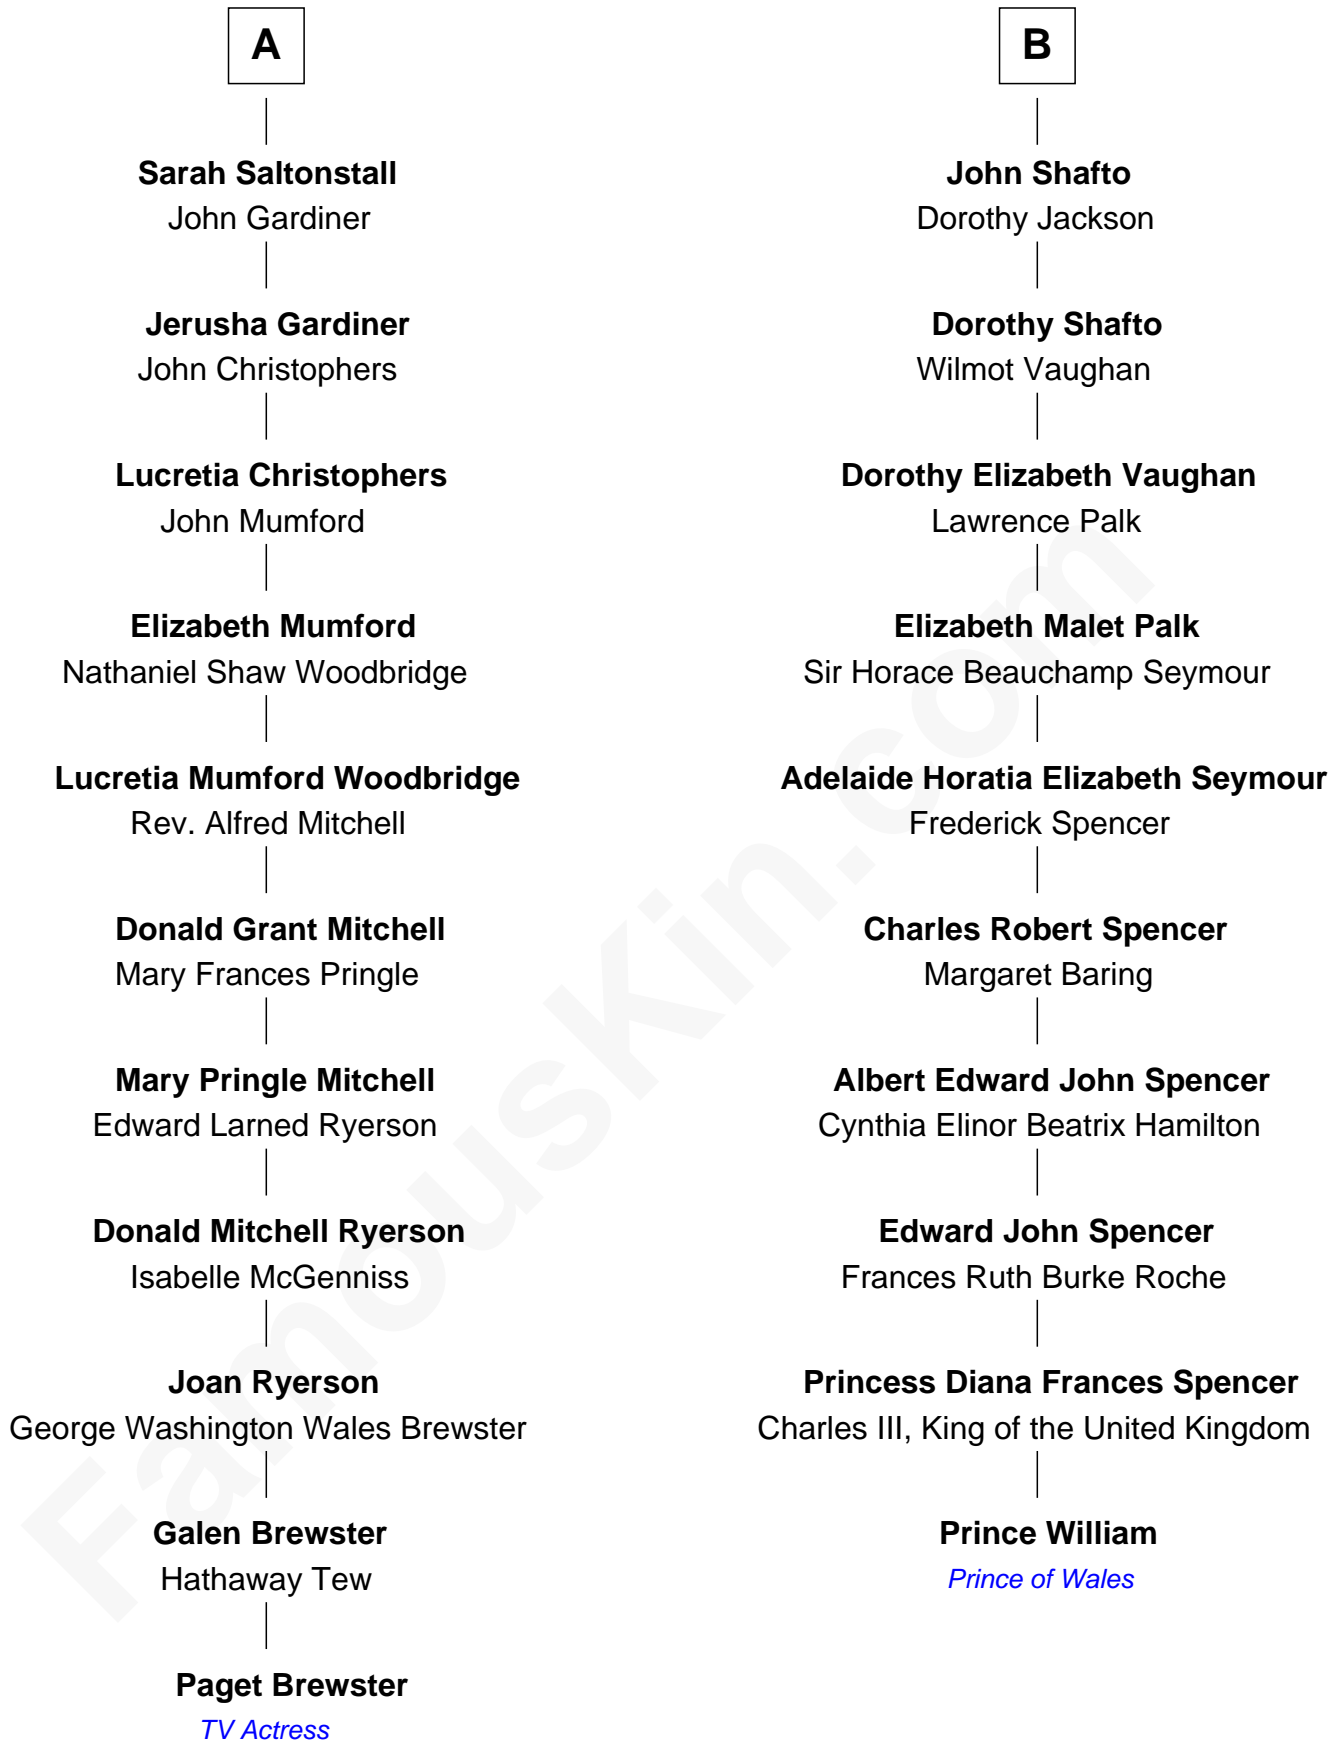 A
Sarah Saltonstall
John Gardiner
Jerusha Gardiner
John Christophers
Lucretia Christophers
John Mumford
Elizabeth Mumford
Nathaniel Shaw Woodbridge
Lucretia Mumford Woodbridge
Rev. Alfred Mitchell
Donald Grant Mitchell
Mary Frances Pringle
Mary Pringle Mitchell
Edward Larned Ryerson
Donald Mitchell Ryerson
Isabelle McGenniss
Joan Ryerson
George Washington Wales Brewster
Galen Brewster
Hathaway Tew
Paget Brewster
TV Actress
B
John Shafto
Dorothy Jackson
Dorothy Shafto
Wilmot Vaughan
Dorothy Elizabeth Vaughan
Lawrence Palk
Elizabeth Malet Palk
Sir Horace Beauchamp Seymour
Adelaide Horatia Elizabeth Seymour
Frederick Spencer
Charles Robert Spencer
Margaret Baring
Albert Edward John Spencer
Cynthia Elinor Beatrix Hamilton
Edward John Spencer
Frances Ruth Burke Roche
Princess Diana Frances Spencer
Charles III, King of the United Kingdom
Prince William
Prince of Wales
FamousKin.com